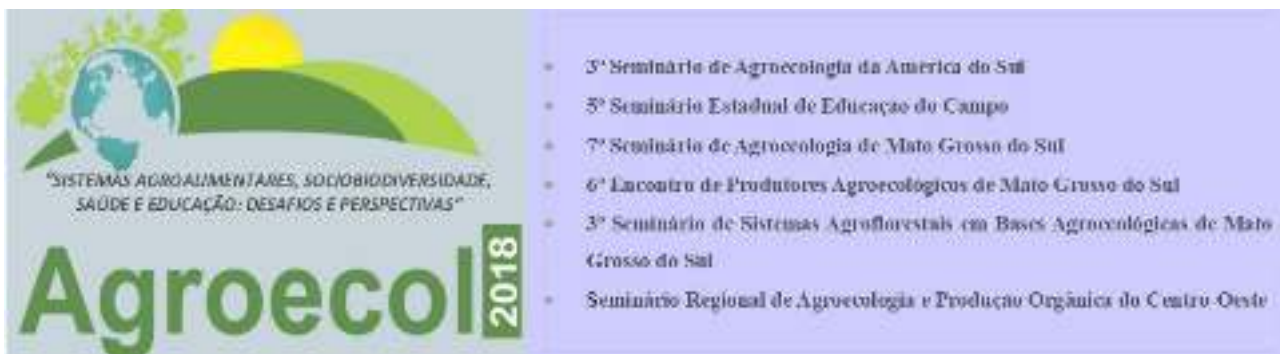 "SISTEMAS AGROALIMENTARES, SOCIOBIODIVERSIDADE,
SAÚDE E EDUCAÇÃO: DESAFIOS E PERSPECTIVAS"
Agroecol 2018
3º Seminário de Agroecologia da América do Sul
5º Seminário Estadual de Educação do Campo
7º Seminário de Agroecologia de Mato Grosso do Sul
6º Encontro de Produtores Agroecológicos de Mato Grosso do Sul
3º Seminário de Sistemas Agroflorestais em Bases Agroecológicas de Mato
Grosso do Sul
Seminário Regional de Agroecologia e Produção Orgânica do Centro-Oeste